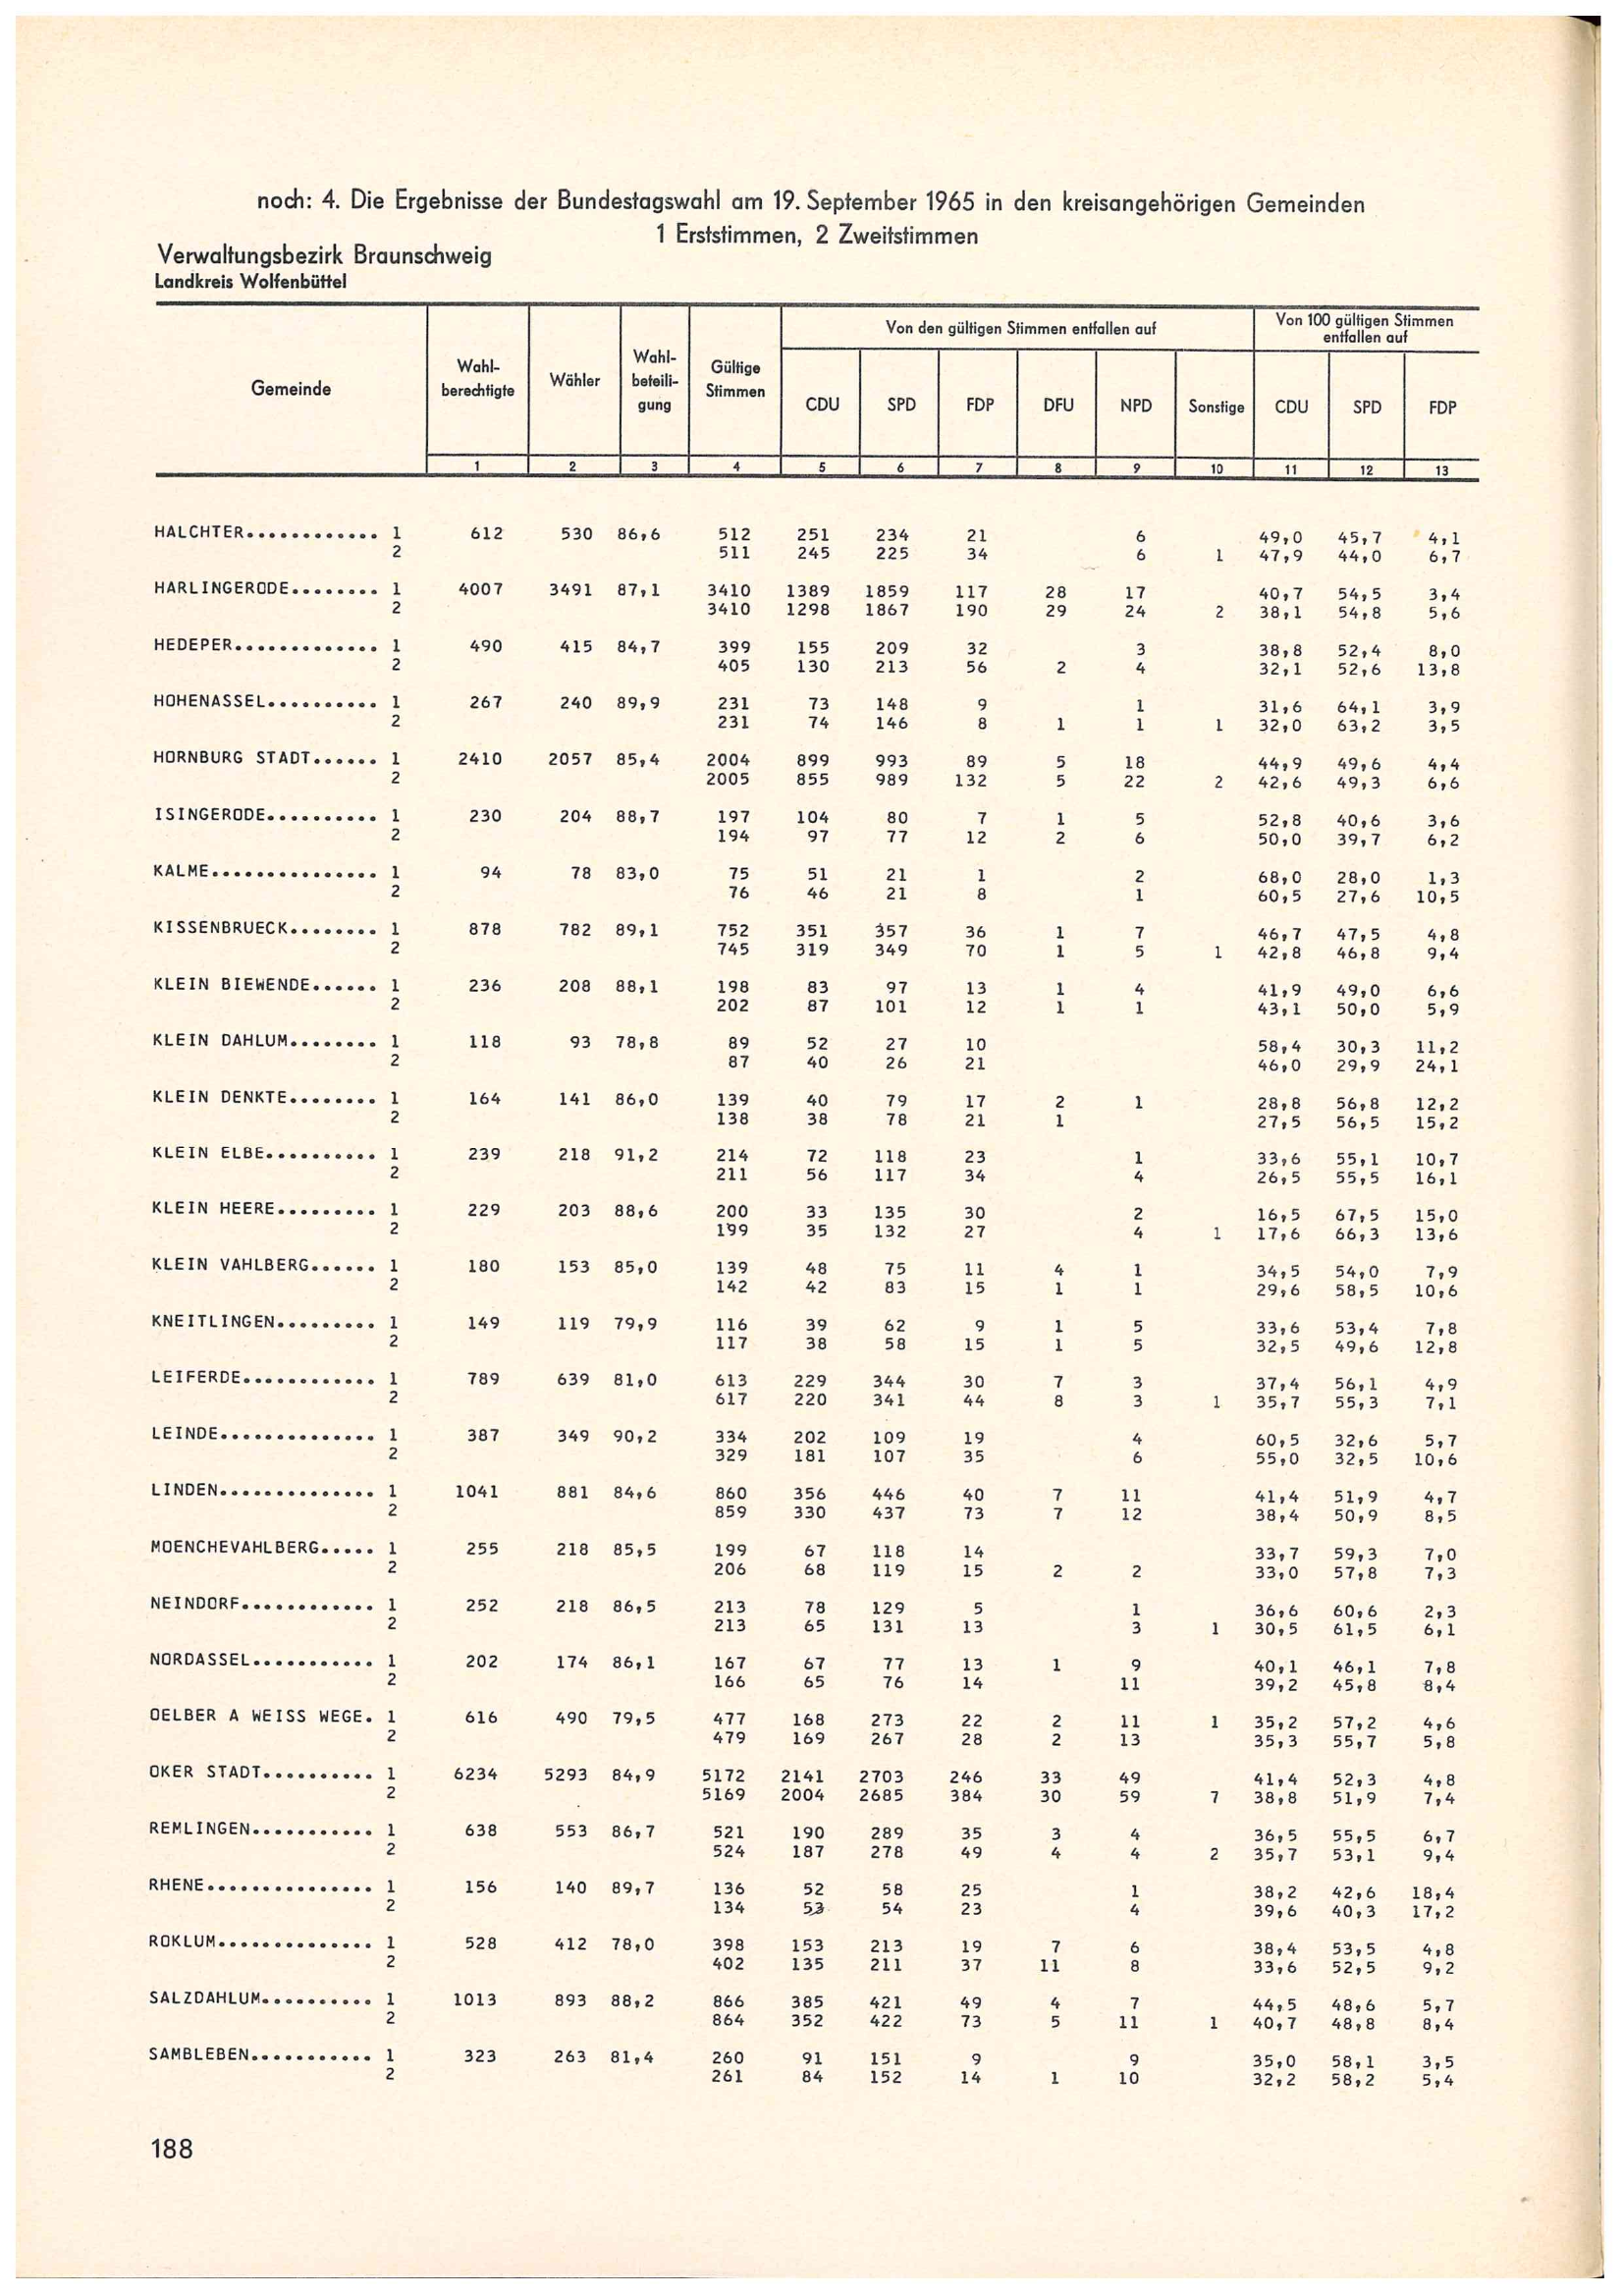 noch: 4. Die Ergebnisse der Bundestagswahl am 19. September 1965 in den kreisangehörigen Gemeinden
1 Erststimmen, 2 Zweitstimmen
Verwaltungsbezirk Braunschweig
Landkreis Wolfenbüttel
Gemeinde Wahl-berechtigte Wähler Wahl-beteili-gung Gültige Stimmen Von den gültigen Stimmen entfallen auf Von 100 gültigen Stimmen entfallen auf
CDU SPD FDP DFU NPD Sonstige CDU SPD FDP
1 2 3 4 5 6 7 8 9 10 11 12 13
HALCHTER............ 1 612 530 86,6 512 251 234 21 6 49,0 45,7 4,1
2 511 245 225 34 6 1 47,9 44,0 6,7
HARLINGERODE........ 1 4007 3491 87,1 3410 1389 1859 117 28 17 40,7 54,5 3,4
2 3410 1298 1867 190 29 24 2 38,1 54,8 5,6
HEDEPER............. 1 490 415 84,7 399 155 209 32 3 38,8 52,4 8,0
2 405 130 213 56 2 4 32,1 52,6 13,8
HOHENASSEL.......... 1 267 240 89,9 231 73 148 9 1 31,6 64,1 3,9
2 231 74 146 8 1 1 1 32,0 63,2 3,5
HORNBURG STADT...... 1 2410 2057 85,4 2004 899 993 89 5 18 44,9 49,6 4,4
2 2005 855 989 132 5 22 2 42,6 49,3 6,6
ISINGERODE.......... 1 230 204 88,7 197 104 80 7 1 5 52,8 40,6 3,6
2 194 97 77 12 2 6 50,0 39,7 6,2
KALME............... 1 94 78 83,0 75 51 21 1 2 68,0 28,0 1,3
2 76 46 21 8 1 60,5 27,6 10,5
KISSENBRUECK........ 1 878 782 89,1 752 351 357 36 1 7 46,7 47,5 4,8
2 745 319 349 70 1 5 1 42,8 46,8 9,4
KLEIN BIEWENDE...... 1 236 208 88,1 198 83 97 13 1 4 41,9 49,0 6,6
2 202 87 101 12 1 1 43,1 50,0 5,9
KLEIN DAHLUM........ 1 118 93 78,8 89 52 27 10 58,4 30,3 11,2
2 87 40 26 21 46,0 29,9 24,1
KLEIN DENKTE........ 1 164 141 86,0 139 40 79 17 2 1 28,8 56,8 12,2
2 138 38 78 21 1 27,5 56,5 15,2
KLEIN ELBE.......... 1 239 218 91,2 214 72 118 23 1 33,6 55,1 10,7
2 211 56 117 34 4 26,5 55,5 16,1
KLEIN HEERE......... 1 229 203 88,6 200 33 135 30 2 16,5 67,5 15,0
2 199 35 132 27 4 1 17,6 66,3 13,6
KLEIN VAHLBERG...... 1 180 153 85,0 139 48 75 11 4 1 34,5 54,0 7,9
2 142 42 83 15 1 1 29,6 58,5 10,6
KNEITLINGEN......... 1 149 119 79,9 116 39 62 9 1 5 33,6 53,4 7,8
2 117 38 58 15 1 5 32,5 49,6 12,8
LEIFERDE............ 1 789 639 81,0 613 229 344 30 7 3 37,4 56,1 4,9
2 617 220 341 44 8 3 1 35,7 55,3 7,1
LEINDE.............. 1 387 349 90,2 334 202 109 19 4 60,5 32,6 5,7
2 329 181 107 35 6 55,0 32,5 10,6
LINDEN.............. 1 1041 881 84,6 860 356 446 40 7 11 41,4 51,9 4,7
2 859 330 437 73 7 12 38,4 50,9 8,5
MOENCHEVAHLBERG..... 1 255 218 85,5 199 67 118 14 33,7 59,3 7,0
2 206 68 119 15 2 2 33,0 57,8 7,3
NEINDORF............ 1 252 218 86,5 213 78 129 5 1 36,6 60,6 2,3
2 213 65 131 13 3 1 30,5 61,5 6,1
NORDASSEL........... 1 202 174 86,1 167 67 77 13 1 9 40,1 46,1 7,8
2 166 65 76 14 11 39,2 45,8 8,4
OELBER A WEISS WEGE. 1 616 490 79,5 477 168 273 22 2 11 1 35,2 57,2 4,6
2 479 169 267 28 2 13 35,3 55,7 5,8
OKER STADT.......... 1 6234 5293 84,9 5172 2141 2703 246 33 49 41,4 52,3 4,8
2 5169 2004 2685 384 30 59 7 38,8 51,9 7,4
REMLINGEN........... 1 638 553 86,7 521 190 289 35 3 4 36,5 55,5 6,7
2 524 187 278 49 4 4 2 35,7 53,1 9,4
RHENE............... 1 156 140 89,7 136 52 58 25 1 38,2 42,6 18,4
2 134 53 54 23 4 39,6 40,3 17,2
ROKLUM.............. 1 528 412 78,0 398 153 213 19 7 6 38,4 53,5 4,8
2 402 135 211 37 11 8 33,6 52,5 9,2
SALZDAHLUM.......... 1 1013 893 88,2 866 385 421 49 4 7 44,5 48,6 5,7
2 864 352 422 73 5 11 1 40,7 48,8 8,4
SAMBLEBEN........... 1 323 263 81,4 260 91 151 9 9 35,0 58,1 3,5
2 261 84 152 14 1 10 32,2 58,2 5,4
188